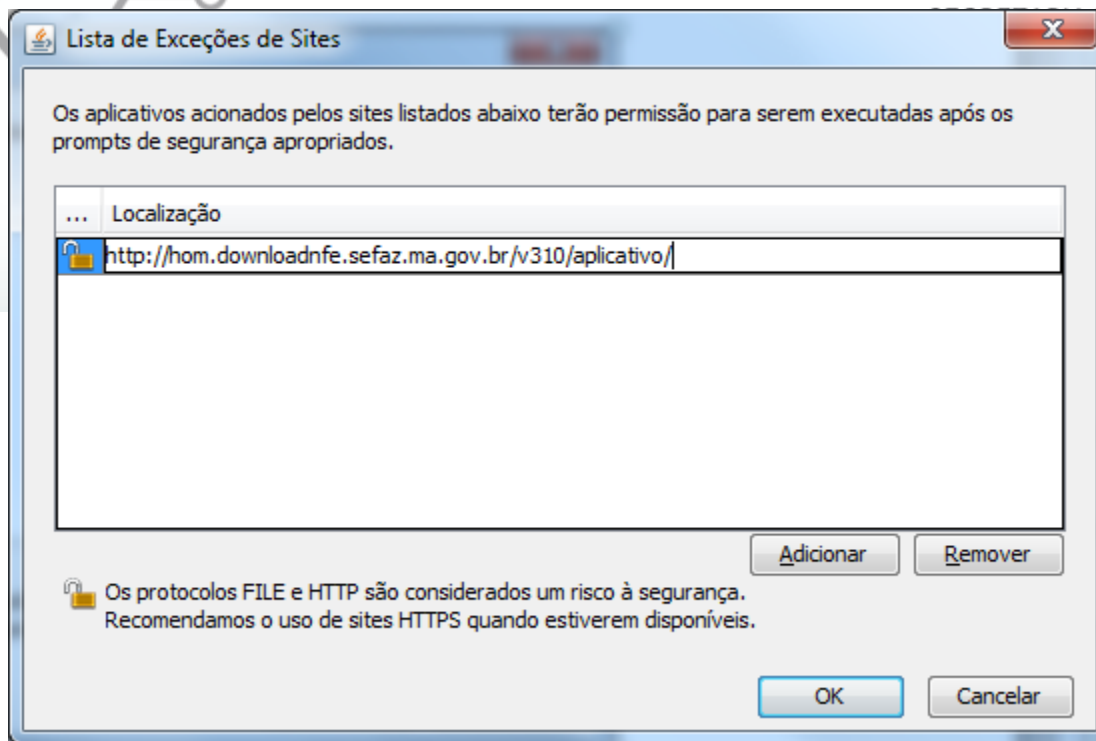 Lista de Exceções de Sites
Os aplicativos acionados pelos sites listados abaixo terão permissão para serem executadas após os
prompts de segurança apropriados.
... Localização
http://hom.downloadnfe.sefaz.ma.gov.br/v310/aplicativo/
Adicionar Remover
Os protocolos FILE e HTTP são considerados um risco à segurança.
Recomendamos o uso de sites HTTPS quando estiverem disponíveis.
OK Cancelar